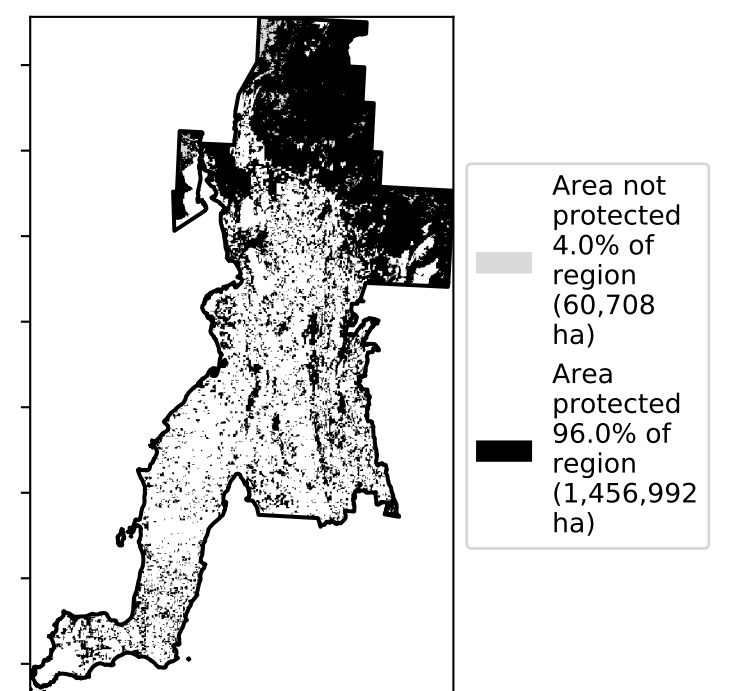 Area not
protected
4.0% of
region
(60,708
ha)
Area
protected
96.0% of
region
(1,456,992
ha)